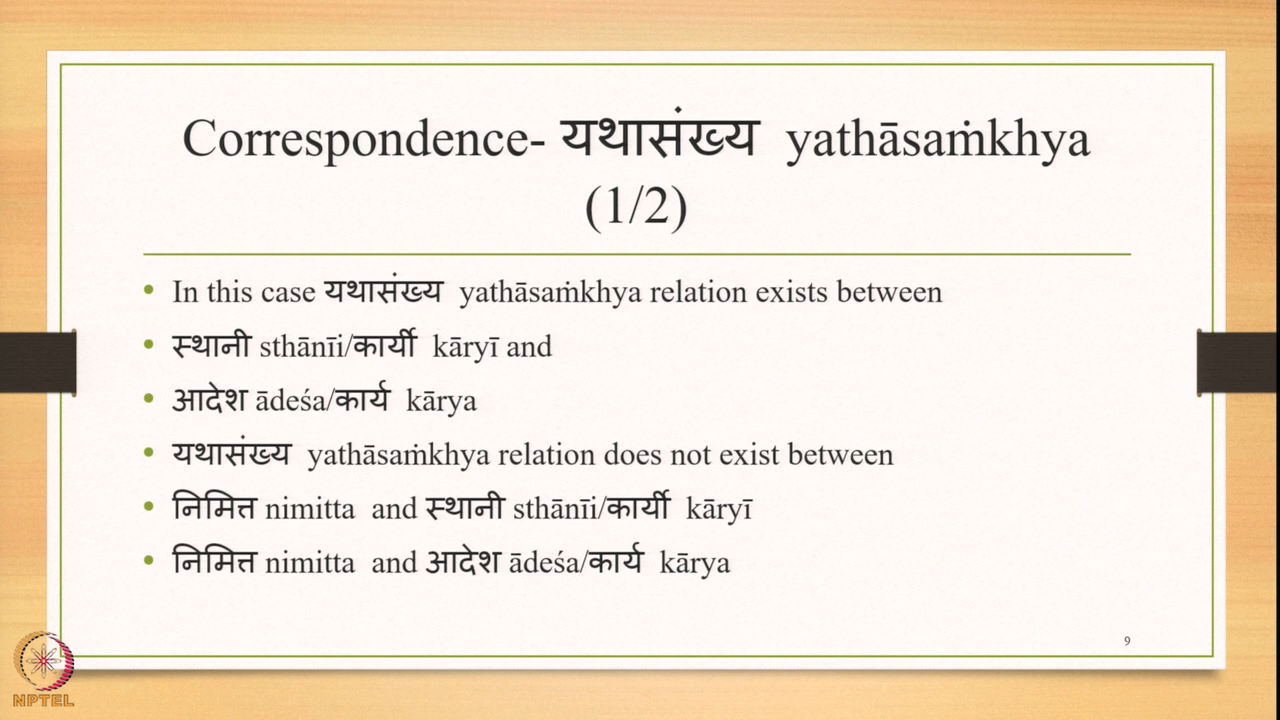 Correspondence- यथासंख्य yathāsaṁkhya
(1/2)
• In this case यथासंख्य yathāsaṁkhya relation exists between
• स्थानी sthānīi/कार्यी kāryī and
• आदेश ādeśa/कार्य kārya
• यथासंख्य yathāsaṁkhya relation does not exist between
• निमित्त nimitta and स्थानी sthānīi/कार्यी kāryī
• निमित्त nimitta and आदेश ādeśa/कार्य kārya
9
NPTEL